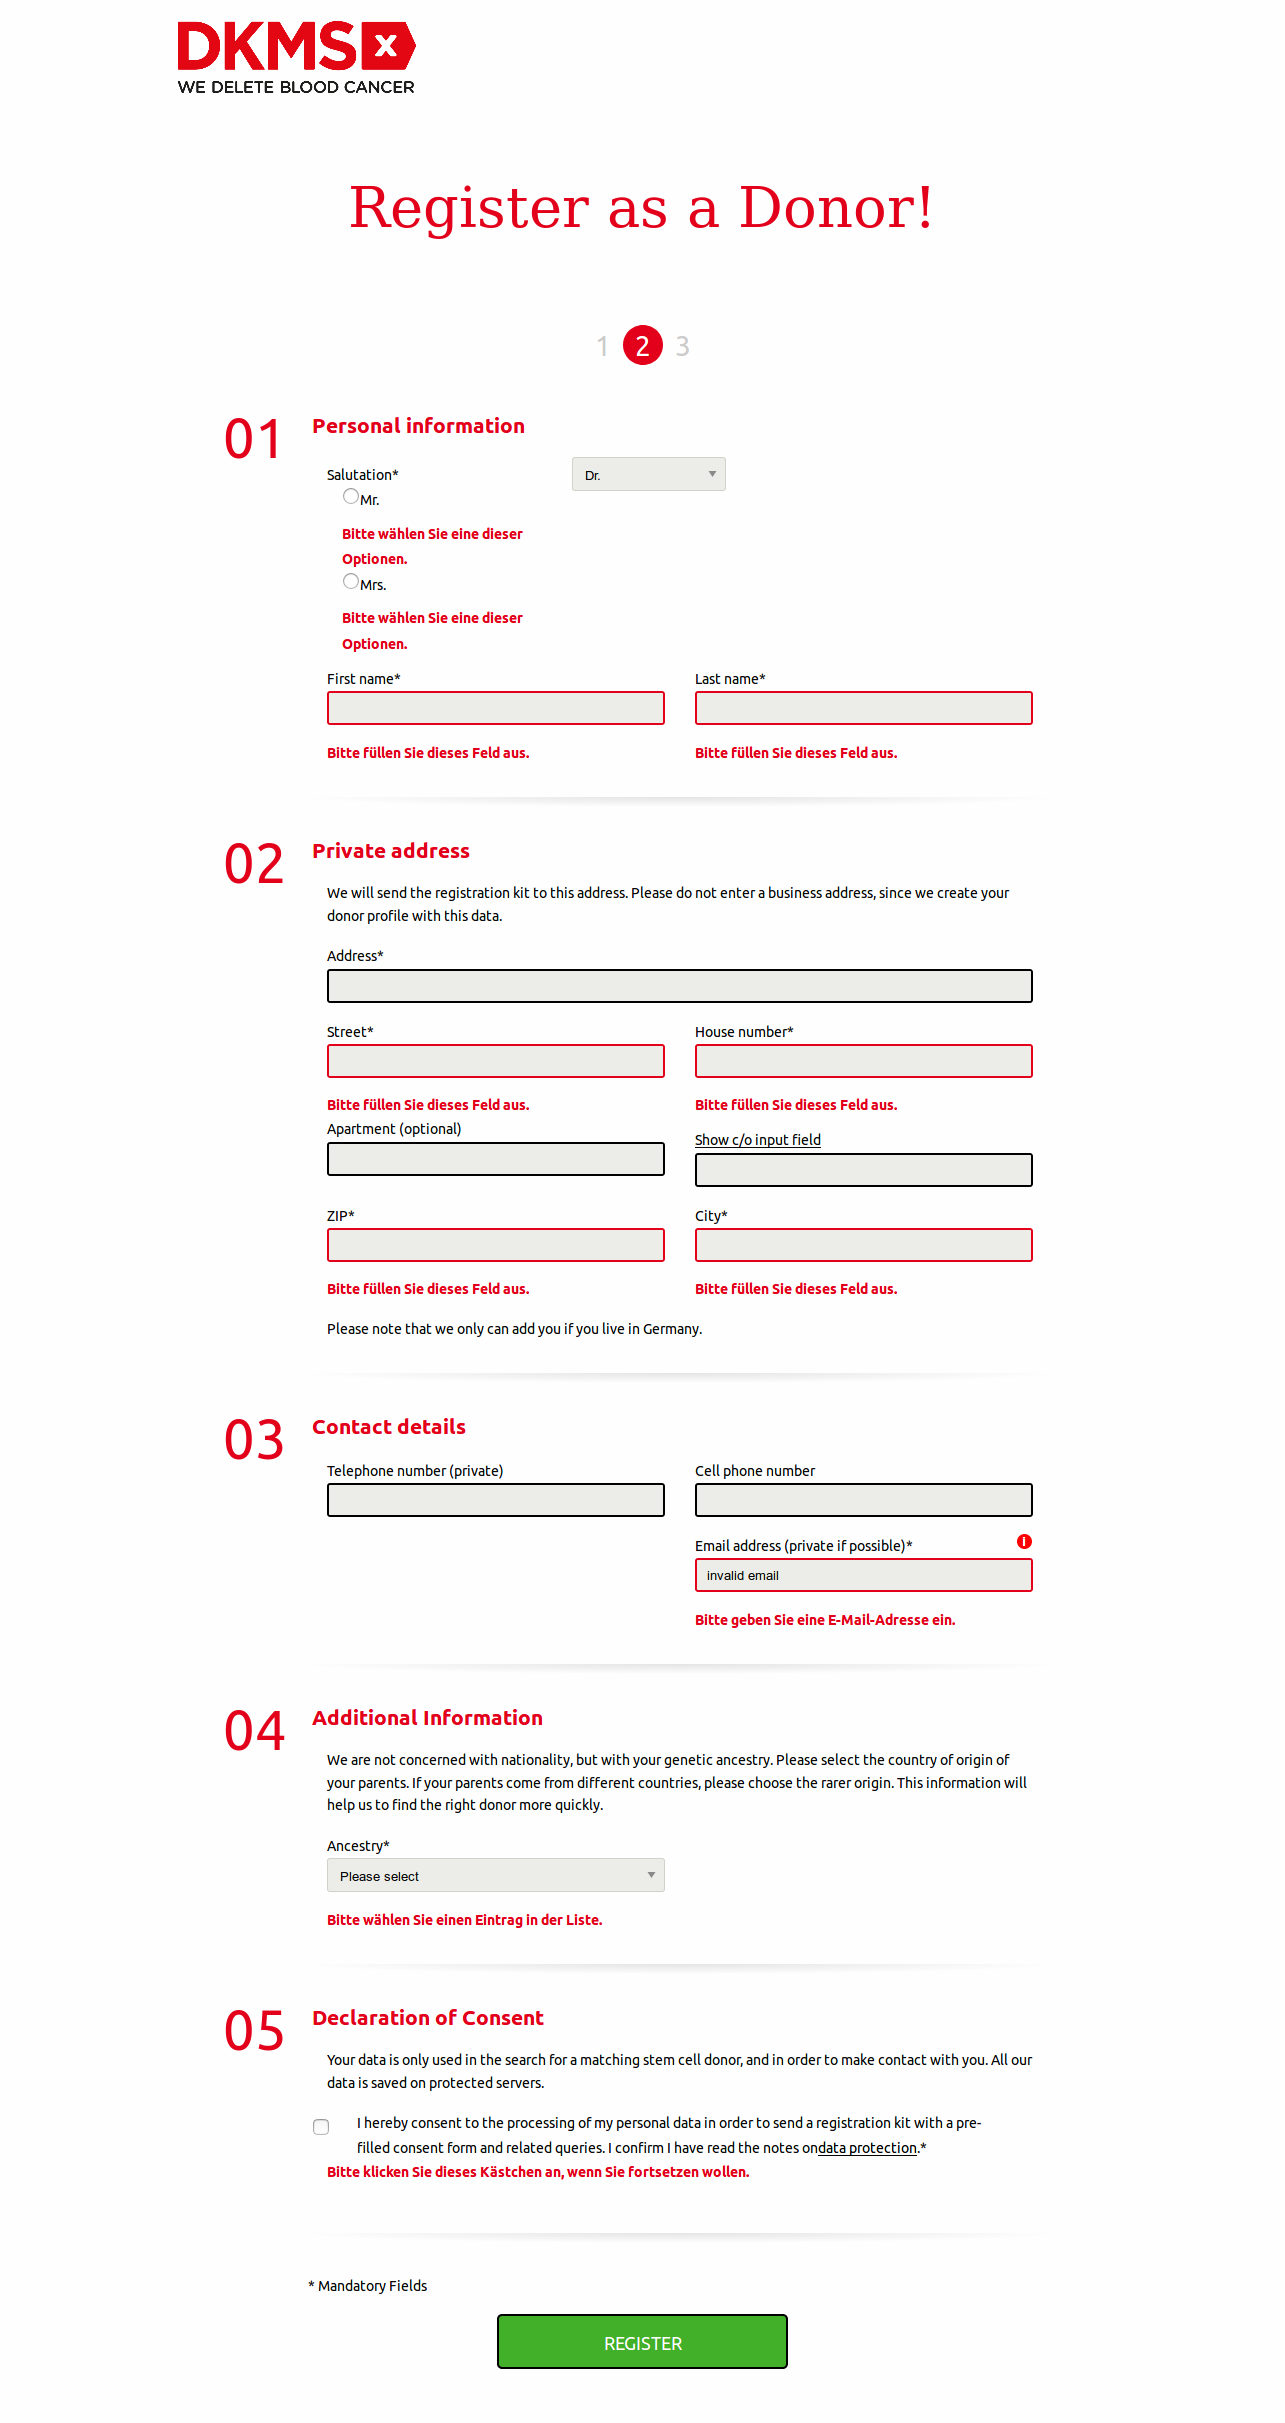 DKMS x
WE DELETE BLOOD CANCER
Register as a Donor!
1 2 3
01 Personal information
Salutation*
Dr.
Mr.
Bitte wählen Sie eine dieser
Optionen.
Mrs.
Bitte wählen Sie eine dieser
Optionen.
First name* Last name*
Bitte füllen Sie dieses Feld aus. Bitte füllen Sie dieses Feld aus.
02 Private address
We will send the registration kit to this address. Please do not enter a business address, since we create your
donor profile with this data.
Address*
Street* House number*
Bitte füllen Sie dieses Feld aus. Bitte füllen Sie dieses Feld aus.
Apartment (optional) Show c/o input field
ZIP* City*
Bitte füllen Sie dieses Feld aus. Bitte füllen Sie dieses Feld aus.
Please note that we only can add you if you live in Germany.
03 Contact details
Telephone number (private) Cell phone number
Email address (private if possible)*
invalid email
Bitte geben Sie eine E-Mail-Adresse ein.
04 Additional Information
We are not concerned with nationality, but with your genetic ancestry. Please select the country of origin of
your parents. If your parents come from different countries, please choose the rarer origin. This information will
help us to find the right donor more quickly.
Ancestry*
Please select
Bitte wählen Sie einen Eintrag in der Liste.
05 Declaration of Consent
Your data is only used in the search for a matching stem cell donor, and in order to make contact with you. All our
data is saved on protected servers.
I hereby consent to the processing of my personal data in order to send a registration kit with a pre-
filled consent form and related queries. I confirm I have read the notes ondata protection.*
Bitte klicken Sie dieses Kästchen an, wenn Sie fortsetzen wollen.
* Mandatory Fields
REGISTER